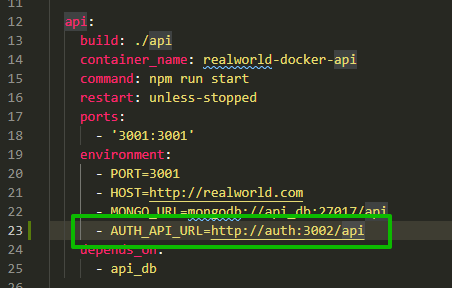 12 api:
13 build: ./api
14 container_name: realworld-docker-api
15 command: npm run start
16 restart: unless-stopped
17 ports:
18 - '3001:3001'
19 environment:
20 - PORT=3001
21 - HOST=http://realworld.com
22 - MONGO_URL=mongodb://api_db:27017/api
23 - AUTH_API_URL=http://auth:3002/api
24 depends_on:
25 - api_db
26